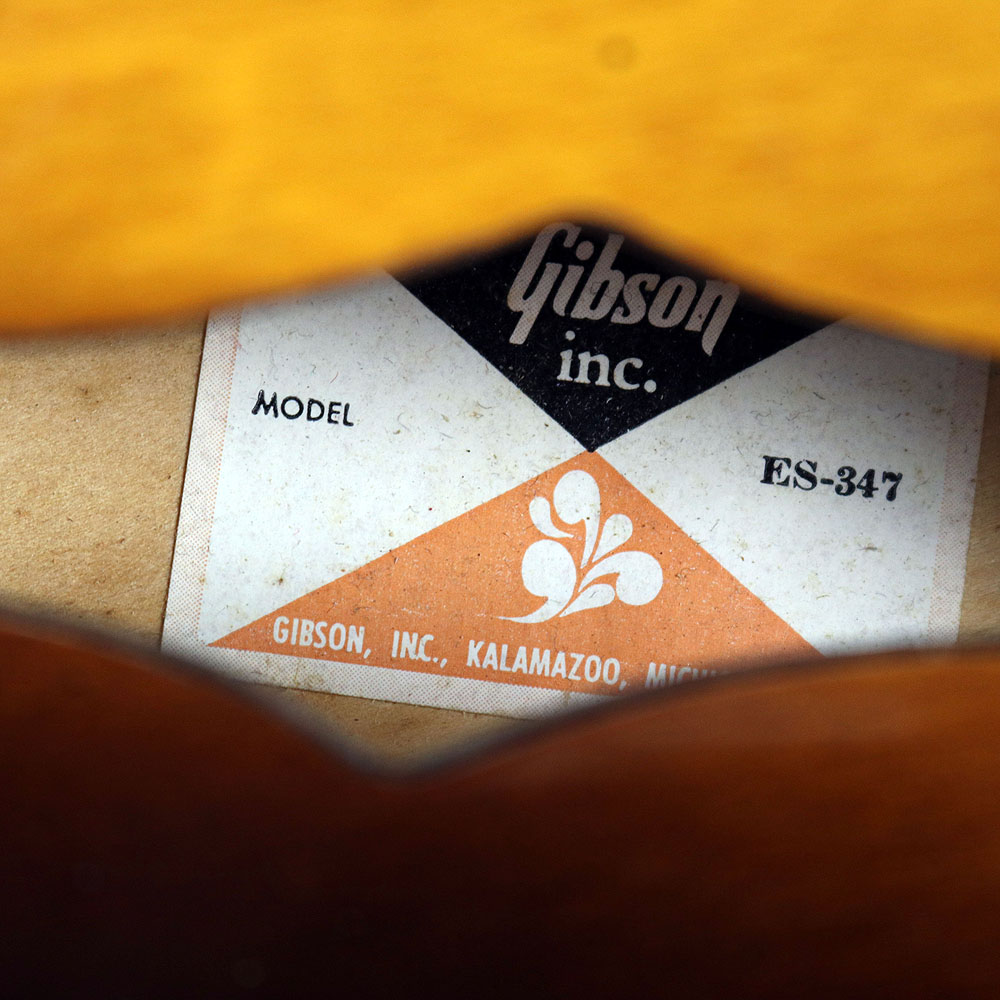 Gibson
inc.
MODEL
ES-347
GIBSON, INC., KALAMAZOO,